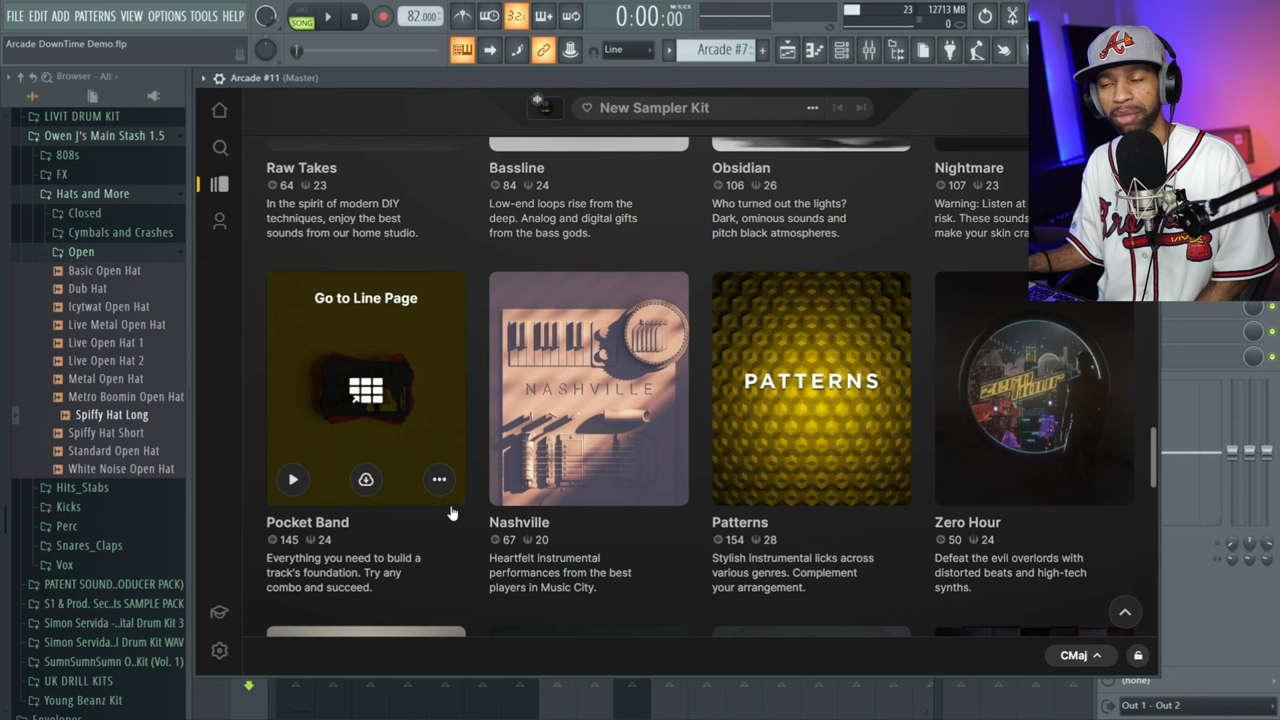 FILE EDIT ADD PATTERNS VIEW OPTIONS TOOLS HELP
PAT
SONG
82.000
3.2
0:00:00
M:S:CS
23
12713 MB
0
Arcade DownTime Demo.flp
Line
Arcade #7
Browser - All
Arcade #11 (Master)
LIVIT DRUM KIT
Owen J's Main Stash 1.5
808s
FX
Hats and More
Closed
Cymbals and Crashes
Open
Basic Open Hat
Dub Hat
Icytwat Open Hat
Live Metal Open Hat
Live Open Hat 1
Live Open Hat 2
Metal Open Hat
Metro Boomin Open Hat
Spiffy Hat Long
Spiffy Hat Short
Standard Open Hat
White Noise Open Hat
Hits_Stabs
Kicks
Perc
Snares_Claps
Vox
PATENT SOUND..ODUCER PACK)
S1 & Prod. Sec..ts SAMPLE PACK
Simon Servida ..ital Drum Kit 3
Simon Servida..l Drum Kit WAV
SumnSumnSumn O..Kit (Vol. 1)
UK DRILL KITS
Young Beanz Kit
Envelopes
New Sampler Kit
Raw Takes
64 23
In the spirit of modern DIY
techniques, enjoy the best
sounds from our home studio.
Bassline
84 24
Low-end loops rise from the
deep. Analog and digital gifts
from the bass gods.
Obsidian
106 26
Who turned out the lights?
Dark, ominous sounds and
pitch black atmospheres.
Nightmare
107 23
Warning: Listen at
risk. These sounds
make your skin cra
Go to Line Page
Pocket Band
145 24
Everything you need to build a
track's foundation. Try any
combo and succeed.
NASHVILLE
Nashville
67 20
Heartfelt instrumental
performances from the best
players in Music City.
PATTERNS
Patterns
154 28
Stylish instrumental licks across
various genres. Complement
your arrangement.
zero Hour
Zero Hour
50 24
Defeat the evil overlords with
distorted beats and high-tech
synths.
CMaj
(none)
Out 1 - Out 2
A